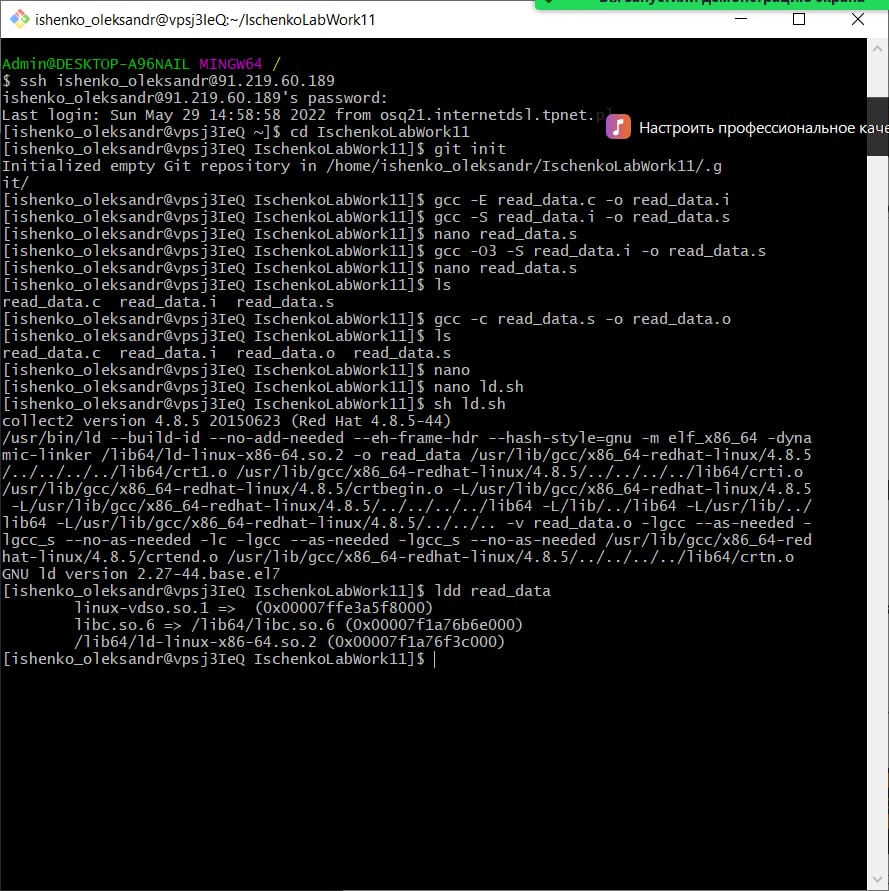 Вы запустили демонстрацию экрана
ishenko_oleksandr@vpsj3IeQ:~/IschenkoLabWork11
Admin@DESKTOP-A96NAIL MINGW64 /
$ ssh ishenko_oleksandr@91.219.60.189
ishenko_oleksandr@91.219.60.189's password:
Last login: Sun May 29 14:58:58 2022 from osq21.internetdsl.tpnet.pl
Настроить профессиональное каче
[ishenko_oleksandr@vpsj3IeQ ~]$ cd IschenkoLabWork11
[ishenko_oleksandr@vpsj3IeQ IschenkoLabWork11]$ git init
Initialized empty Git repository in /home/ishenko_oleksandr/IschenkoLabWork11/.g
it/
[ishenko_oleksandr@vpsj3IeQ IschenkoLabWork11]$ gcc -E read_data.c -o read_data.i
[ishenko_oleksandr@vpsj3IeQ IschenkoLabWork11]$ gcc -S read_data.i -o read_data.s
[ishenko_oleksandr@vpsj3IeQ IschenkoLabWork11]$ nano read_data.s
[ishenko_oleksandr@vpsj3IeQ IschenkoLabWork11]$ gcc -O3 -S read_data.i -o read_data.s
[ishenko_oleksandr@vpsj3IeQ IschenkoLabWork11]$ nano read_data.s
[ishenko_oleksandr@vpsj3IeQ IschenkoLabWork11]$ ls
read_data.c  read_data.i  read_data.s
[ishenko_oleksandr@vpsj3IeQ IschenkoLabWork11]$ gcc -c read_data.s -o read_data.o
[ishenko_oleksandr@vpsj3IeQ IschenkoLabWork11]$ ls
read_data.c  read_data.i  read_data.o  read_data.s
[ishenko_oleksandr@vpsj3IeQ IschenkoLabWork11]$ nano
[ishenko_oleksandr@vpsj3IeQ IschenkoLabWork11]$ nano ld.sh
[ishenko_oleksandr@vpsj3IeQ IschenkoLabWork11]$ sh ld.sh
collect2 version 4.8.5 20150623 (Red Hat 4.8.5-44)
/usr/bin/ld --build-id --no-add-needed --eh-frame-hdr --hash-style=gnu -m elf_x86_64 -dyna
mic-linker /lib64/ld-linux-x86-64.so.2 -o read_data /usr/lib/gcc/x86_64-redhat-linux/4.8.5
/../../../../lib64/crt1.o /usr/lib/gcc/x86_64-redhat-linux/4.8.5/../../../../lib64/crti.o
/usr/lib/gcc/x86_64-redhat-linux/4.8.5/crtbegin.o -L/usr/lib/gcc/x86_64-redhat-linux/4.8.5
 -L/usr/lib/gcc/x86_64-redhat-linux/4.8.5/../../../../lib64 -L/lib/../lib64 -L/usr/lib/../
lib64 -L/usr/lib/gcc/x86_64-redhat-linux/4.8.5/../../.. -v read_data.o -lgcc --as-needed -
lgcc_s --no-as-needed -lc -lgcc --as-needed -lgcc_s --no-as-needed /usr/lib/gcc/x86_64-red
hat-linux/4.8.5/crtend.o /usr/lib/gcc/x86_64-redhat-linux/4.8.5/../../../../lib64/crtn.o
GNU ld version 2.27-44.base.el7
[ishenko_oleksandr@vpsj3IeQ IschenkoLabWork11]$ ldd read_data
        linux-vdso.so.1 =>  (0x00007ffe3a5f8000)
        libc.so.6 => /lib64/libc.so.6 (0x00007f1a76b6e000)
        /lib64/ld-linux-x86-64.so.2 (0x00007f1a76f3c000)
[ishenko_oleksandr@vpsj3IeQ IschenkoLabWork11]$